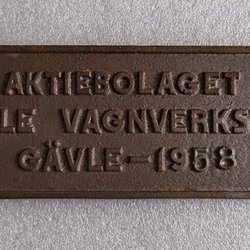 AKTIEBOLAGET
LE VAGNVERKS
GÄVLE-1958